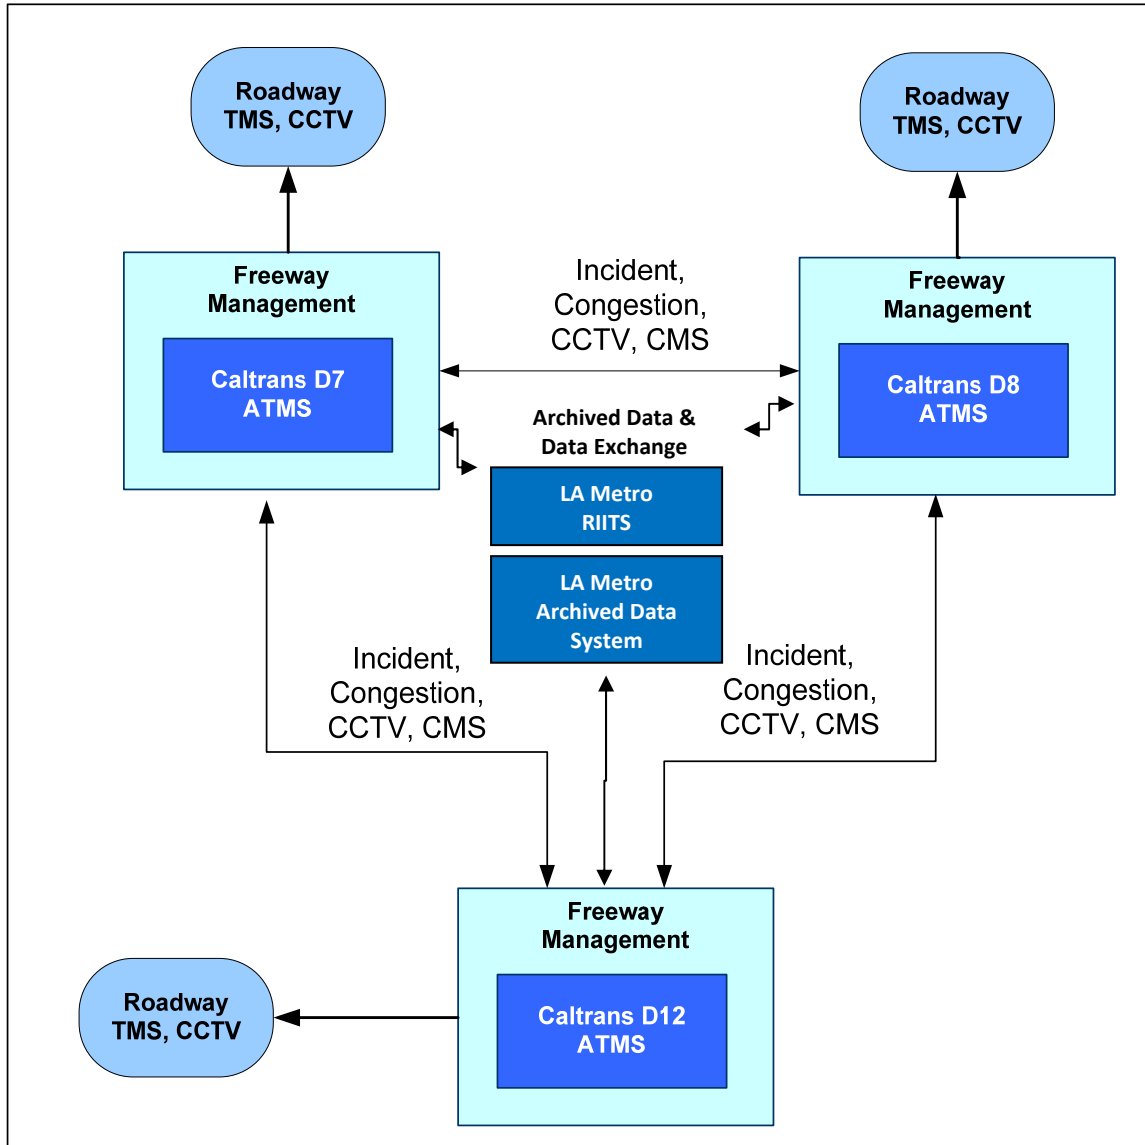 Roadway
TMS, CCTV
Roadway
TMS, CCTV
Freeway
Management
Caltrans D7
ATMS
Incident,
Congestion,
CCTV, CMS
Freeway
Management
Caltrans D8
ATMS
Archived Data &
Data Exchange
LA Metro
RIITS
LA Metro
Archived Data
System
Incident,
Congestion,
CCTV, CMS
Incident,
Congestion,
CCTV, CMS
Freeway
Management
Caltrans D12
ATMS
Roadway
TMS, CCTV